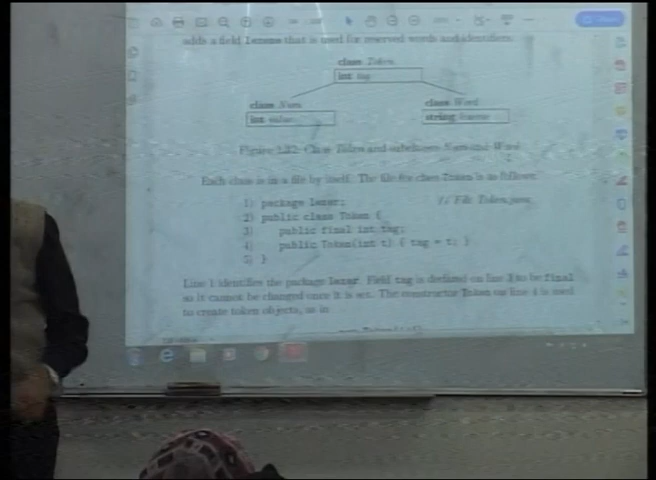 adds a field lexeme that is used for reserved words and identifiers.
class Token
int tag
class Num
int value
class Word
string lexeme
Figure 2.32: Class Token and subclasses Num and Word
Each class is in a file by itself. The file for class Token is as follows:
1) package lexer; // File Token.java
2) public class Token {
3) public final int tag;
4) public Token(int t) { tag = t; }
5) }
Line 1 identifies the package lexer. Field tag is declared on line 3 to be final
so it cannot be changed once it is set. The constructor Token on line 4 is used
to create token objects, as in